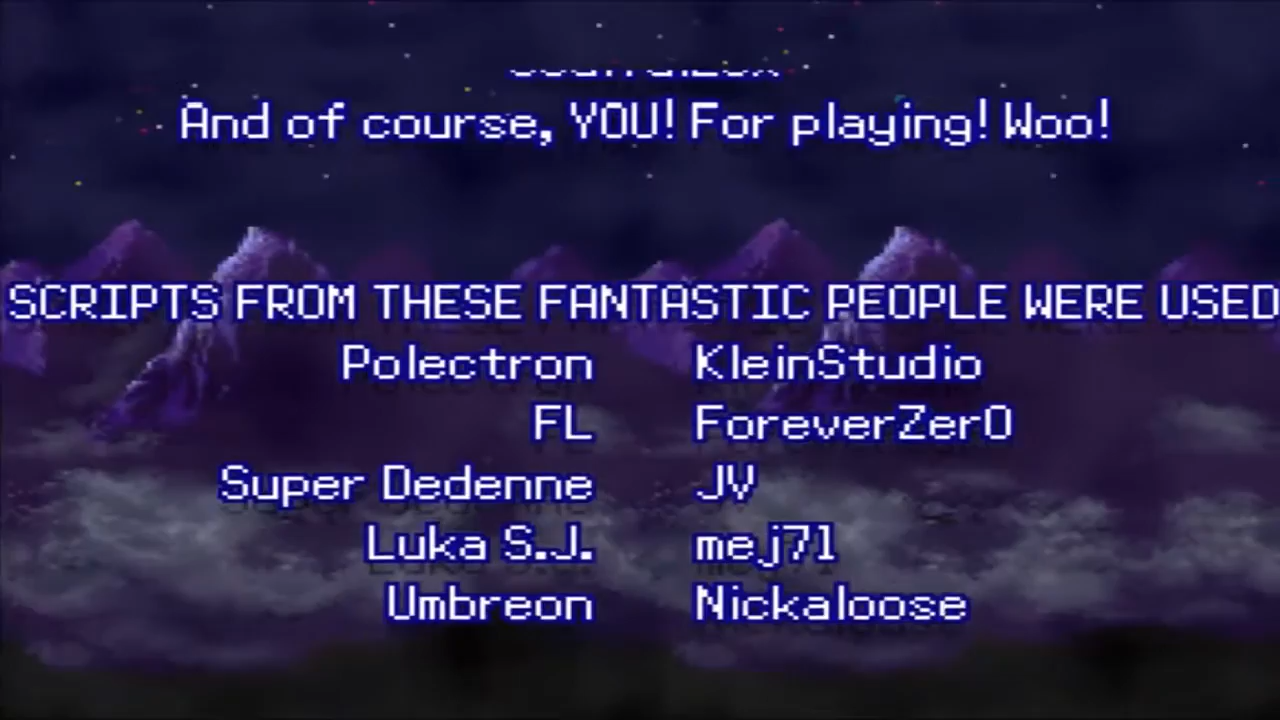 And of course, YOU! For playing! Woo!
SCRIPTS FROM THESE FANTASTIC PEOPLE WERE USED
Polectron KleinStudio
FL ForeverZer0
Super Dedenne JV
Luka S.J. mej71
Umbreon Nickaloose